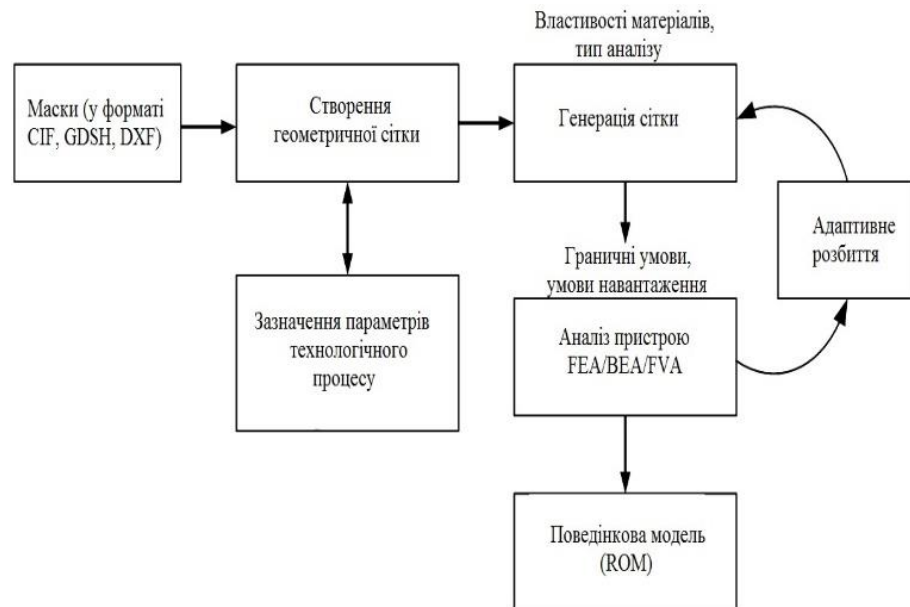 Властивості матеріалів,
тип аналізу
Маски (у форматі
CIF, GDSH, DXF)
Створення
геометричної сітки
Генерація сітки
Адаптивне
розбиття
Граничні умови,
умови навантаження
Зазначення параметрів
технологічного
процесу
Аналіз пристрою
FEA/BEA/FVA
Поведінкова модель
(ROM)